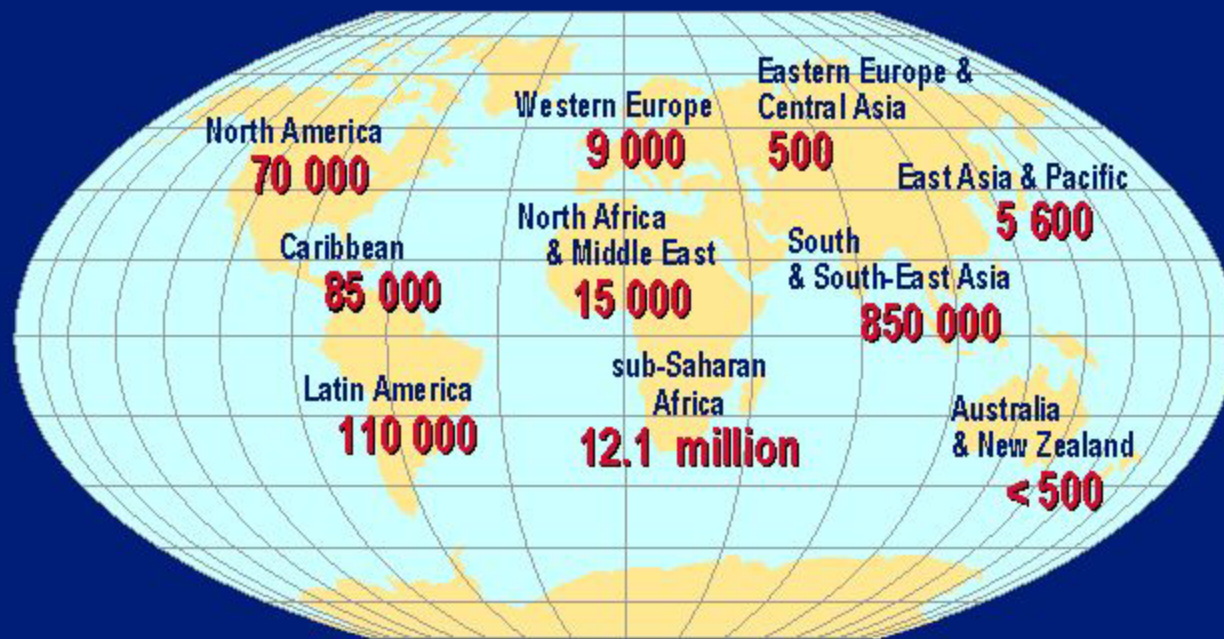 North America
70 000
Caribbean
85 000
Latin America
110 000
Western Europe
9 000
North Africa
& Middle East
15 000
sub-Saharan
Africa
12.1 million
Eastern Europe &
Central Asia
500
East Asia & Pacific
5 600
South
& South-East Asia
850 000
Australia
& New Zealand
< 500